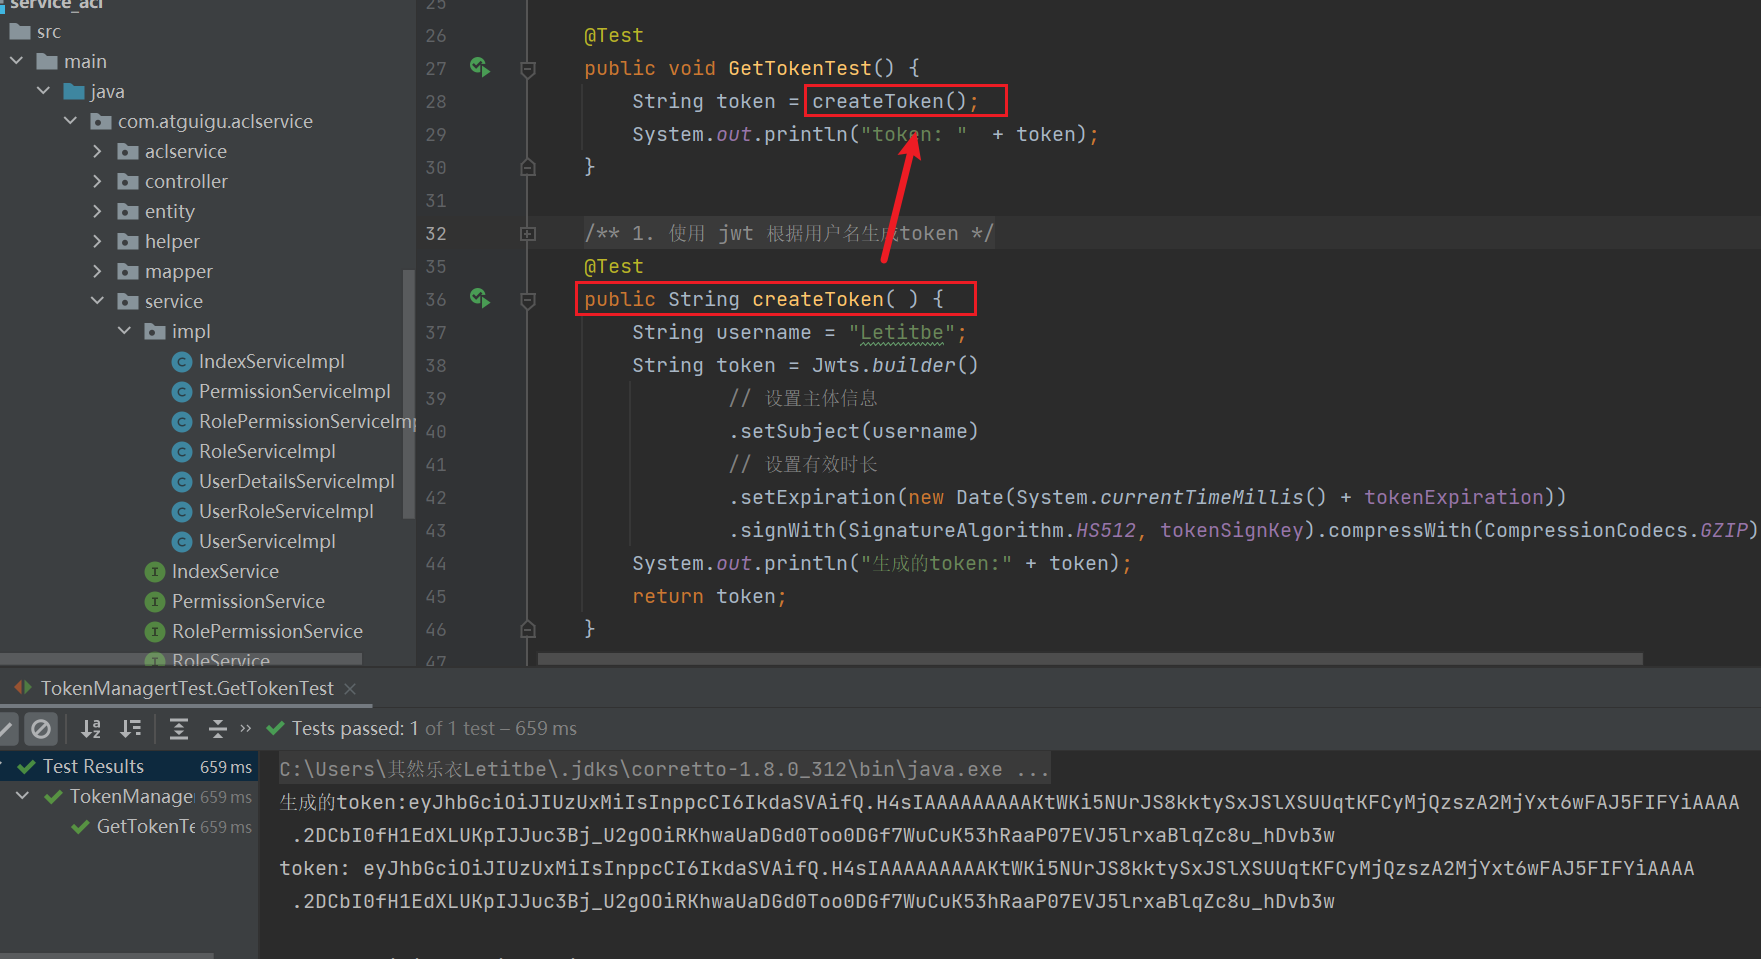 service_acl
src
main
java
com.atguigu.aclservice
aclservice
controller
entity
helper
mapper
service
impl
IndexServiceImpl
PermissionServiceImpl
RolePermissionServiceImp
RoleServiceImpl
UserDetailsServiceImpl
UserRoleServiceImpl
UserServiceImpl
IndexService
PermissionService
RolePermissionService
RoleService
25
26 @Test
27 public void GetTokenTest() {
28 String token = createToken();
29 System.out.println("token: " + token);
30 }
31
32 /** 1. 使用 jwt 根据用户名生成token */
35 @Test
36 public String createToken( ) {
37 String username = "Letitbe";
38 String token = Jwts.builder()
39 // 设置主体信息
40 .setSubject(username)
41 // 设置有效时长
42 .setExpiration(new Date(System.currentTimeMillis() + tokenExpiration))
43 .signWith(SignatureAlgorithm.HS512, tokenSignKey).compressWith(CompressionCodecs.GZIP)
44 System.out.println("生成的token:" + token);
45 return token;
46 }
47
TokenManagertTest.GetTokenTest
Tests passed: 1 of 1 test – 659 ms
Test Results 659 ms
TokenManager 659 ms
GetTokenTe 659 ms
C:\Users\其然乐衣Letitbe\.jdks\corretto-1.8.0_312\bin\java.exe ...
生成的token:eyJhbGciOiJIUzUxMiIsInppcCI6IkdaSVAifQ.H4sIAAAAAAAAAKtWKi5NUrJS8kktySxJSlXSUUqtKFCyMjQzszA2MjYxt6wFAJ5FIFYiAAAA
.2DCbI0fH1EdXLUKpIJJuc3Bj_U2gOOiRKhwaUaDGd0Too0DGf7WuCuK53hRaaP07EVJ5lrxaBlqZc8u_hDvb3w
token: eyJhbGciOiJIUzUxMiIsInppcCI6IkdaSVAifQ.H4sIAAAAAAAAAKtWKi5NUrJS8kktySxJSlXSUUqtKFCyMjQzszA2MjYxt6wFAJ5FIFYiAAAA
.2DCbI0fH1EdXLUKpIJJuc3Bj_U2gOOiRKhwaUaDGd0Too0DGf7WuCuK53hRaaP07EVJ5lrxaBlqZc8u_hDvb3w